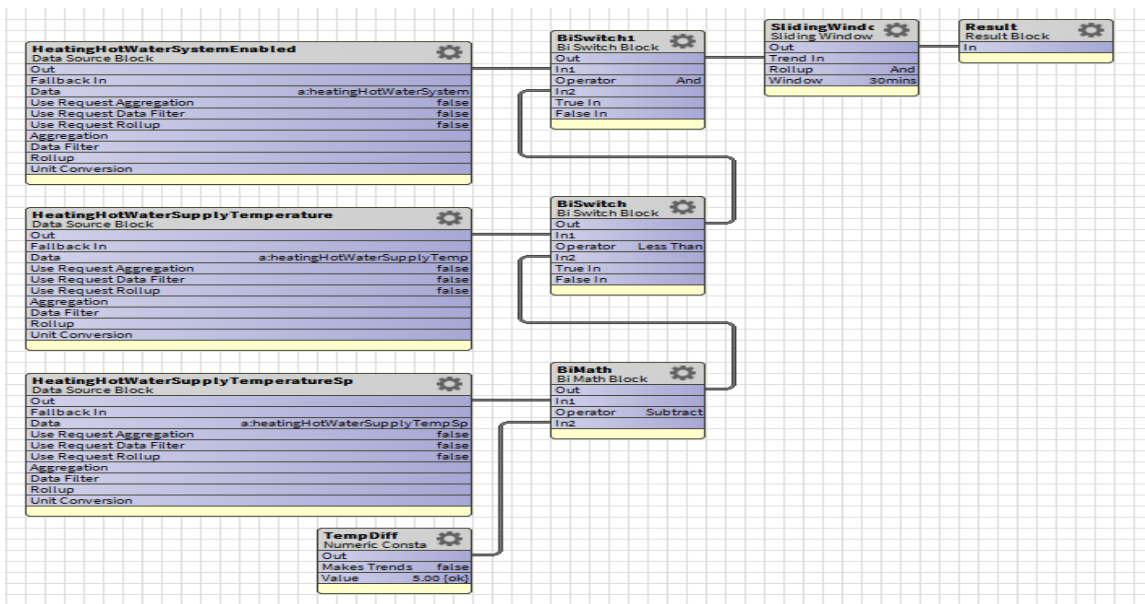 HeatingHotWaterSystemEnabled
Data Source Block
Out
Fallback In
Data a:heatingHotWaterSystem
Use Request Aggregation false
Use Request Data Filter false
Use Request Rollup false
Aggregation
Data Filter
Rollup
Unit Conversion
BiSwitch1
Bi Switch Block
Out
In1
Operator And
In2
True In
False In
SlidingWindc
Sliding Window
Out
Trend In
Rollup And
Window 30mins
Result
Result Block
In
HeatingHotWaterSupplyTemperature
Data Source Block
Out
Fallback In
Data a:heatingHotWaterSupplyTemp
Use Request Aggregation false
Use Request Data Filter false
Use Request Rollup false
Aggregation
Data Filter
Rollup
Unit Conversion
BiSwitch
Bi Switch Block
Out
In1
Operator Less Than
In2
True In
False In
HeatingHotWaterSupplyTemperatureSp
Data Source Block
Out
Fallback In
Data a:heatingHotWaterSupplyTempSp
Use Request Aggregation false
Use Request Data Filter false
Use Request Rollup false
Aggregation
Data Filter
Rollup
Unit Conversion
BiMath
Bi Math Block
Out
In1
Operator Subtract
In2
TempDiff
Numeric Consta
Out
Makes Trends false
Value 5.00 {ok}